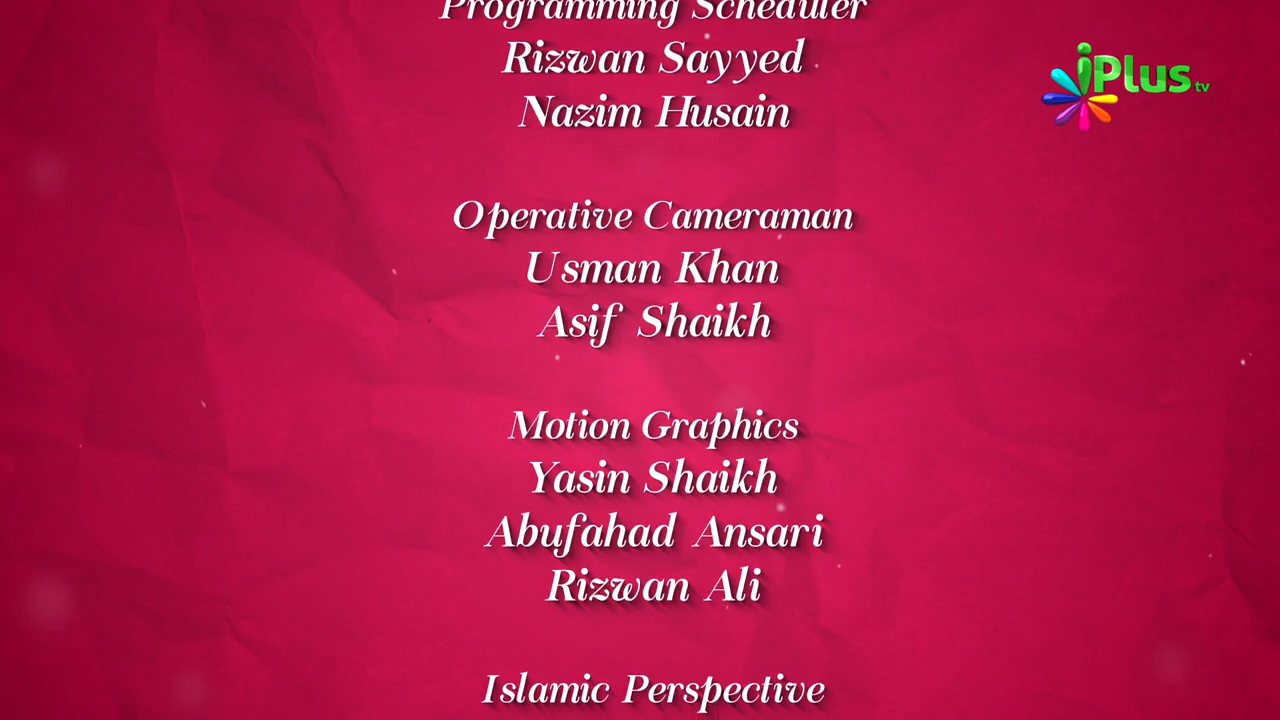 Programming Scheduler
Rizwan Sayyed
Nazim Husain
Operative Cameraman
Usman Khan
Asif Shaikh
Motion Graphics
Yasin Shaikh
Abufahad Ansari
Rizwan Ali
Islamic Perspective
iPlus tv